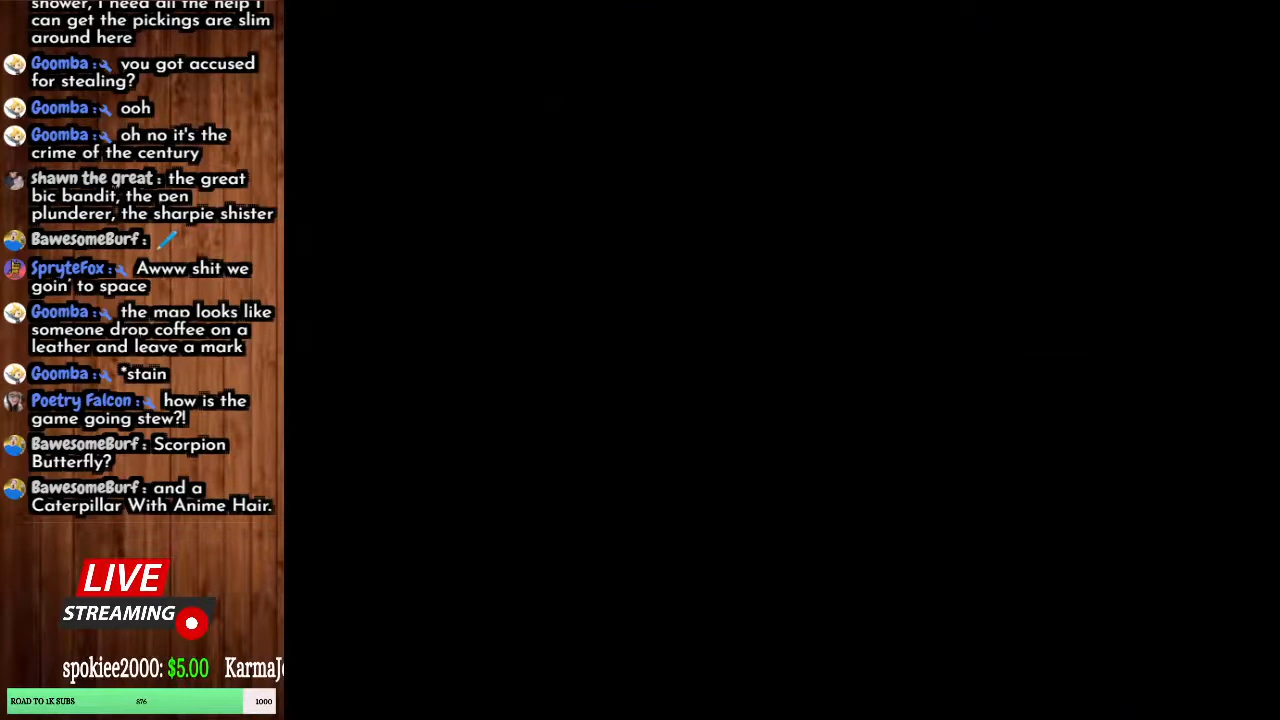 shower, I need all the help I
can get the pickings are slim
around here
Goomba : you got accused
for stealing?
Goomba : ooh
Goomba : oh no it's the
crime of the century
shawn the great : the great
bic bandit, the pen
plunderer, the sharpie shister
BawesomeBurf :
SpryteFox : Awww shit we
goin' to space
Goomba : the map looks like
someone drop coffee on a
leather and leave a mark
Goomba : *stain
Poetry Falcon : how is the
game going stew?!
BawesomeBurf : Scorpion
Butterfly?
BawesomeBurf : and a
Caterpillar With Anime Hair.
LIVE
STREAMING
spokiee2000: $5.00 KarmaJ
ROAD TO 1K SUBS 876 1000